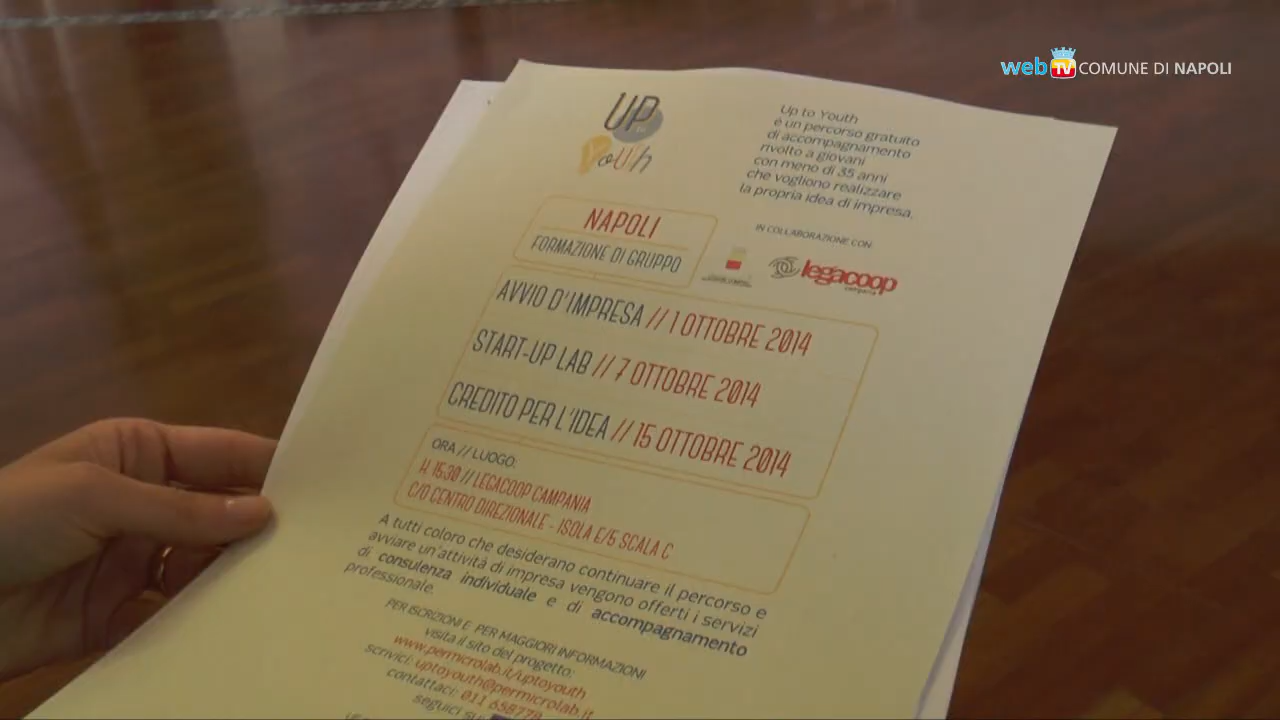 web TV COMUNE DI NAPOLI
UP
to
YouTh
Up to Youth
è un percorso gratuito
di accompagnamento
rivolto a giovani
con meno di 35 anni
che vogliono realizzare
la propria idea di impresa.
NAPOLI
FORMAZIONE DI GRUPPO
IN COLLABORAZIONE CON:
legacoop
campania
AVVIO D'IMPRESA // 1 OTTOBRE 2014
START-UP LAB // 7 OTTOBRE 2014
CREDITO PER L'IDEA // 15 OTTOBRE 2014
ORA // LUOGO:
H. 15:30 // LEGACOOP CAMPANIA
C/O CENTRO DIREZIONALE - ISOLA E/5 SCALA C
A tutti coloro che desiderano continuare il percorso e
avviare un'attività di impresa vengono offerti i servizi
di consulenza individuale e di accompagnamento
professionale.
PER ISCRIZIONI E PER MAGGIORI INFORMAZIONI
visita il sito del progetto:
www.permicrolab.it/uptoyouth
scrivici: uptoyouth@permicrolab.it
contattaci: 011 658778
seguici su